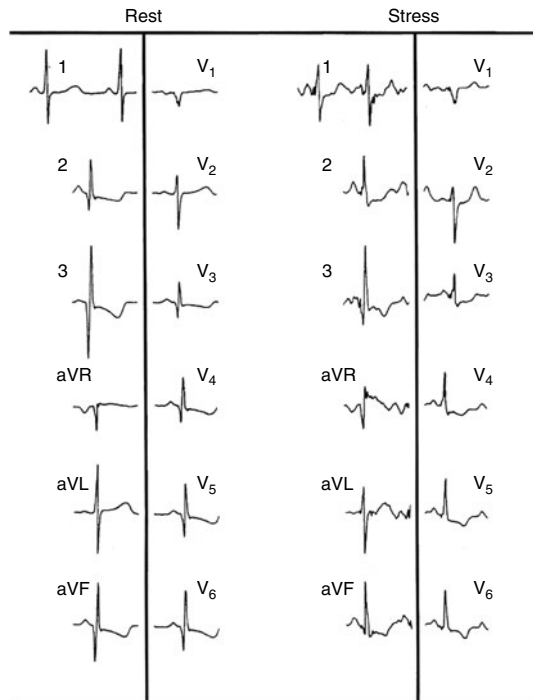 Rest Stress
1 V1 1 V1
2 V2 2 V2
3 V3 3 V3
aVR V4 aVR V4
aVL V5 aVL V5
aVF V6 aVF V6